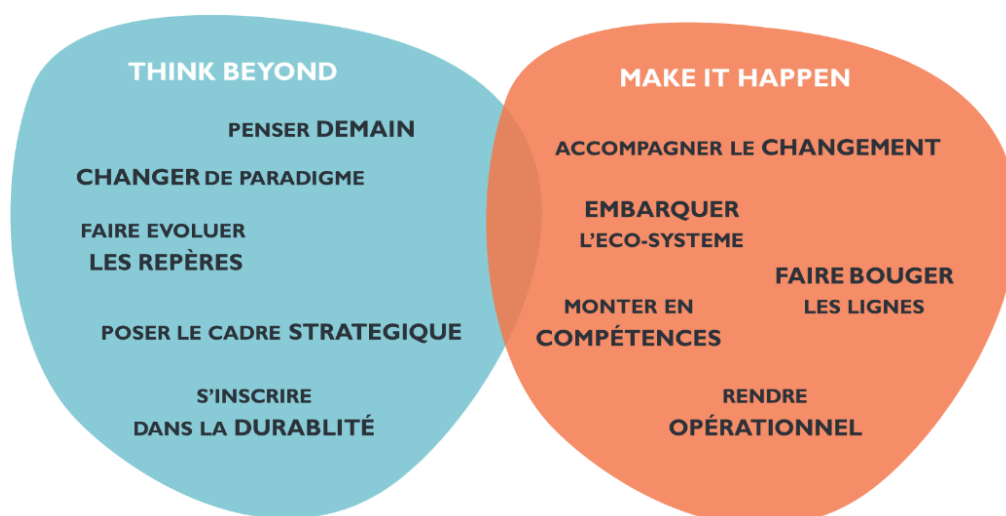 THINK BEYOND
PENSER DEMAIN
CHANGER DE PARADIGME
FAIRE EVOLUER
LES REPÈRES
POSER LE CADRE STRATEGIQUE
S'INSCRIRE
DANS LA DURABLITÉ
MAKE IT HAPPEN
ACCOMPAGNER LE CHANGEMENT
EMBARQUER
L'ECO-SYSTEME
FAIRE BOUGER
LES LIGNES
MONTER EN
COMPÉTENCES
RENDRE
OPÉRATIONNEL